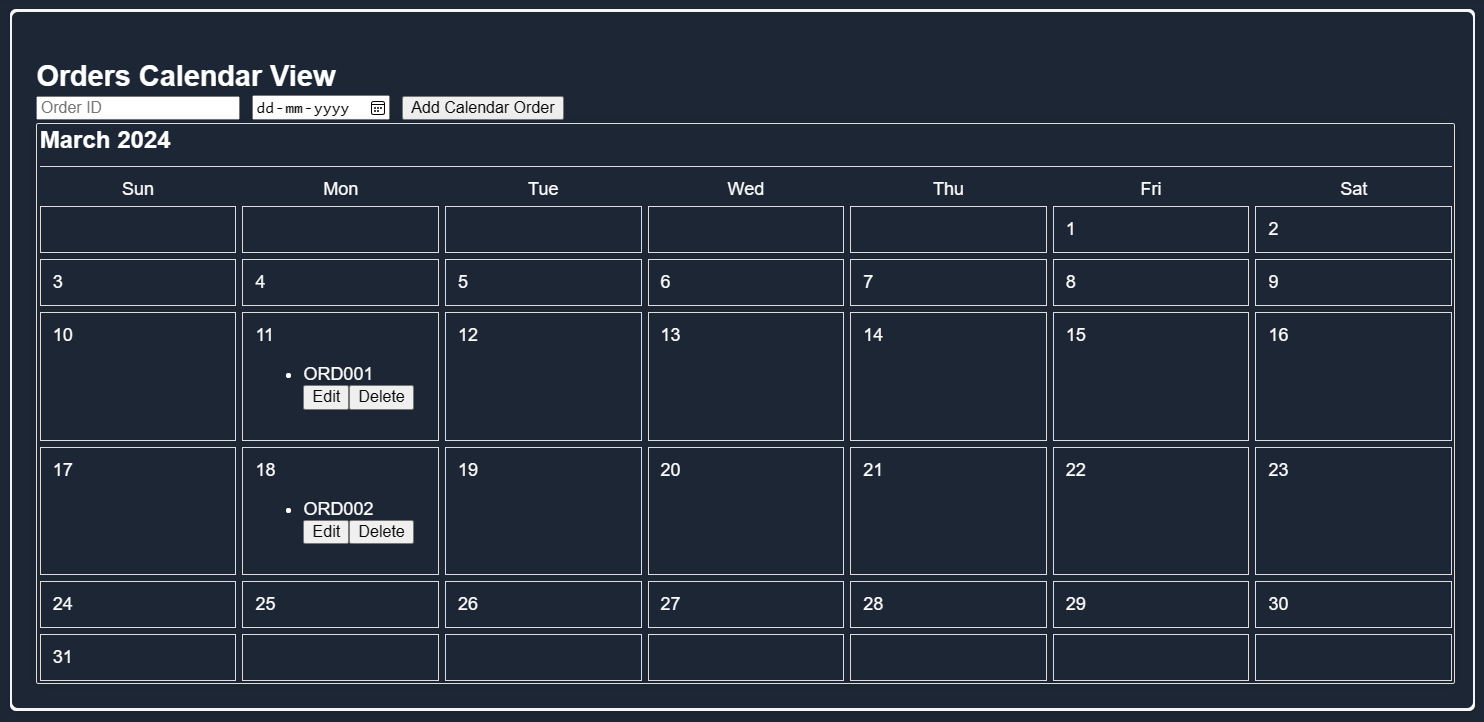 Orders Calendar View
Order ID dd-mm-yyyy Add Calendar Order
March 2024
Sun Mon Tue Wed Thu Fri Sat
1 2
3 4 5 6 7 8 9
10 11 12 13 14 15 16
ORD001
Edit Delete
17 18 19 20 21 22 23
ORD002
Edit Delete
24 25 26 27 28 29 30
31